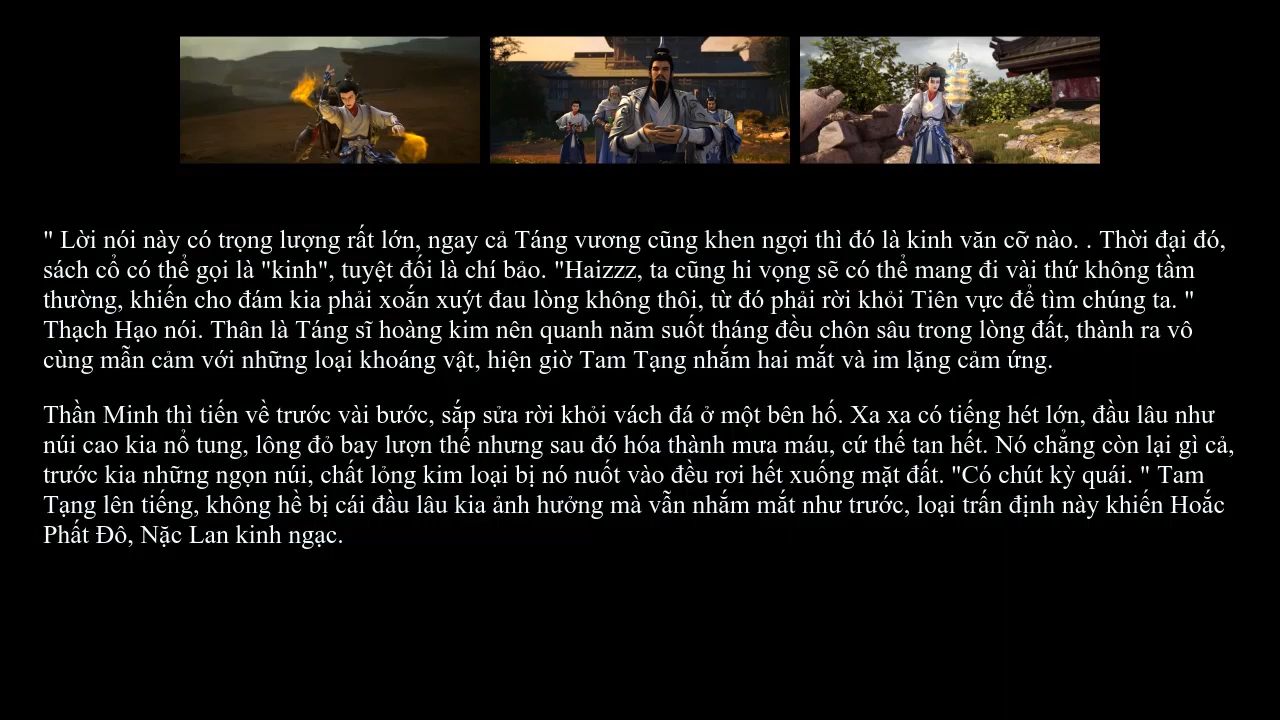 " Lời nói này có trọng lượng rất lớn, ngay cả Táng vương cũng khen ngợi thì đó là kinh văn cỡ nào. . Thời đại đó,
sách cổ có thể gọi là "kinh", tuyệt đối là chí bảo. "Haizzz, ta cũng hi vọng sẽ có thể mang đi vài thứ không tầm
thường, khiến cho đám kia phải xoắn xuýt đau lòng không thôi, từ đó phải rời khỏi Tiên vực để tìm chúng ta. "
Thạch Hạo nói. Thân là Táng sĩ hoàng kim nên quanh năm suốt tháng đều chôn sâu trong lòng đất, thành ra vô
cùng mẫn cảm với những loại khoáng vật, hiện giờ Tam Tạng nhắm hai mắt và im lặng cảm ứng.
Thần Minh thì tiến về trước vài bước, sắp sửa rời khỏi vách đá ở một bên hố. Xa xa có tiếng hét lớn, đầu lâu như
núi cao kia nổ tung, lông đỏ bay lượn thế nhưng sau đó hóa thành mưa máu, cứ thế tan hết. Nó chẳng còn lại gì cả,
trước kia những ngọn núi, chất lỏng kim loại bị nó nuốt vào đều rơi hết xuống mặt đất. "Có chút kỳ quái. " Tam
Tạng lên tiếng, không hề bị cái đầu lâu kia ảnh hưởng mà vẫn nhắm mắt như trước, loại trấn định này khiến Hoắc
Phất Đô, Nặc Lan kinh ngạc.